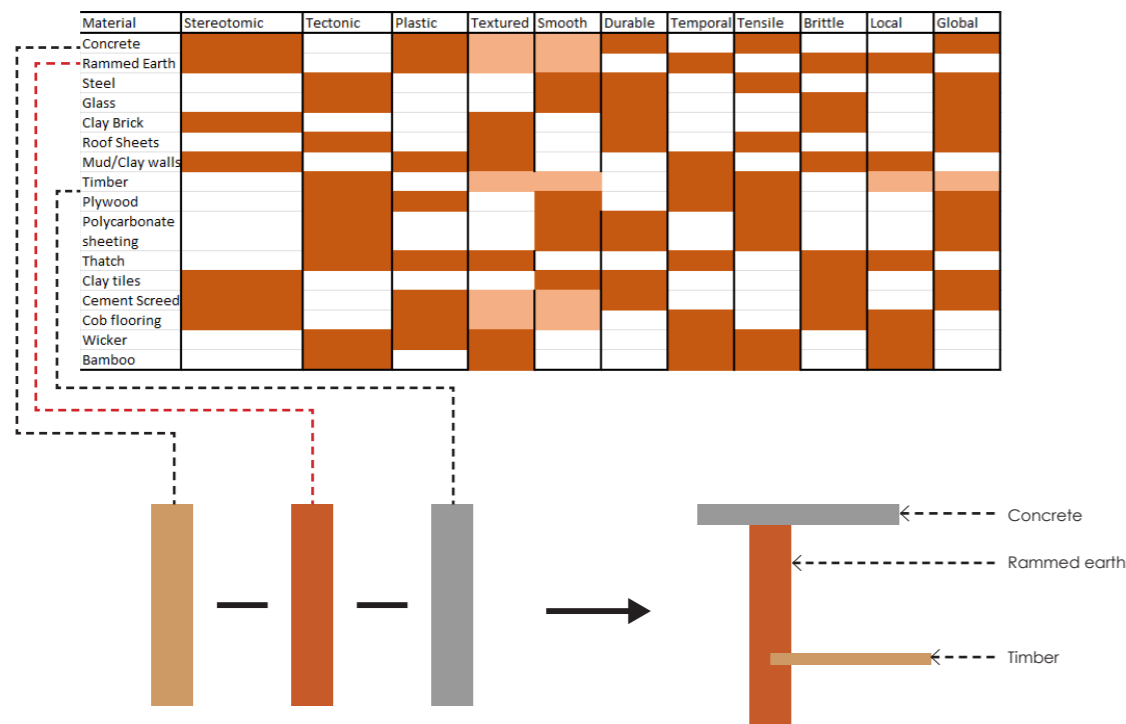 Material Stereotomic Tectonic Plastic Textured Smooth Durable Temporal Tensile Brittle Local Global
Concrete
Rammed Earth
Steel
Glass
Clay Brick
Roof Sheets
Mud/Clay walls
Timber
Plywood
Polycarbonate
sheeting
Thatch
Clay tiles
Cement Screed
Cob flooring
Wicker
Bamboo
Concrete
Rammed earth
Timber